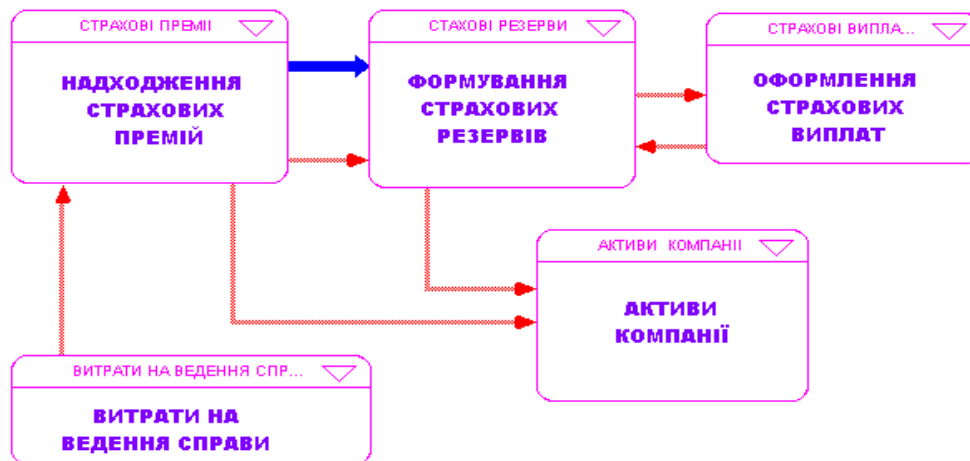 СТРАХОВІ ПРЕМІЇ
НАДХОДЖЕННЯ
СТРАХОВИХ
ПРЕМІЙ
СТАХОВІ РЕЗЕРВИ
ФОРМУВАННЯ
СТРАХОВИХ
РЕЗЕРВІВ
СТРАХОВІ ВИПЛА...
ОФОРМЛЕННЯ
СТРАХОВИХ
ВИПЛАТ
АКТИВИ КОМПАНІІ
АКТИВИ
КОМПАНІЇ
ВИТРАТИ НА ВЕДЕННЯ СПР...
ВИТРАТИ НА
ВЕДЕННЯ СПРАВИ